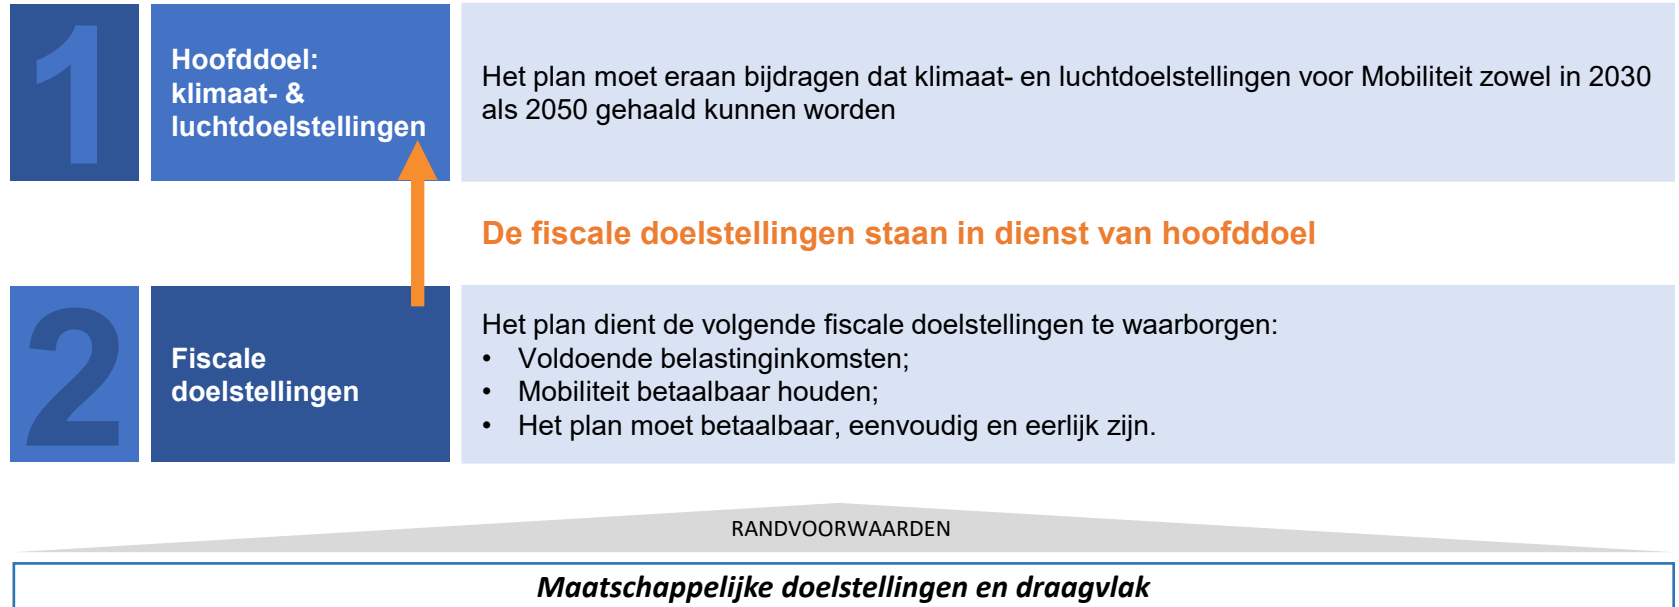 1
Hoofddoel:
klimaat- &
luchtdoelstellingen
Het plan moet eraan bijdragen dat klimaat- en luchtdoelstellingen voor Mobiliteit zowel in 2030
als 2050 gehaald kunnen worden
De fiscale doelstellingen staan in dienst van hoofddoel
2
Fiscale
doelstellingen
Het plan dient de volgende fiscale doelstellingen te waarborgen:
• Voldoende belastinginkomsten;
• Mobiliteit betaalbaar houden;
• Het plan moet betaalbaar, eenvoudig en eerlijk zijn.
RANDVOORWAARDEN
Maatschappelijke doelstellingen en draagvlak